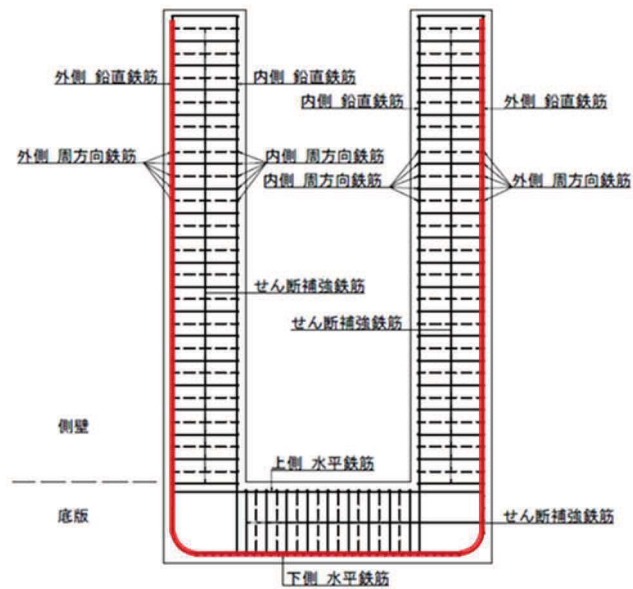 外側 鉛直鉄筋
内側 鉛直鉄筋
内側 鉛直鉄筋
外側 鉛直鉄筋
外側 周方向鉄筋
内側 周方向鉄筋
内側 周方向鉄筋
外側 周方向鉄筋
せん断補強鉄筋
せん断補強鉄筋
側壁
上側 水平鉄筋
底版
せん断補強鉄筋
下側 水平鉄筋